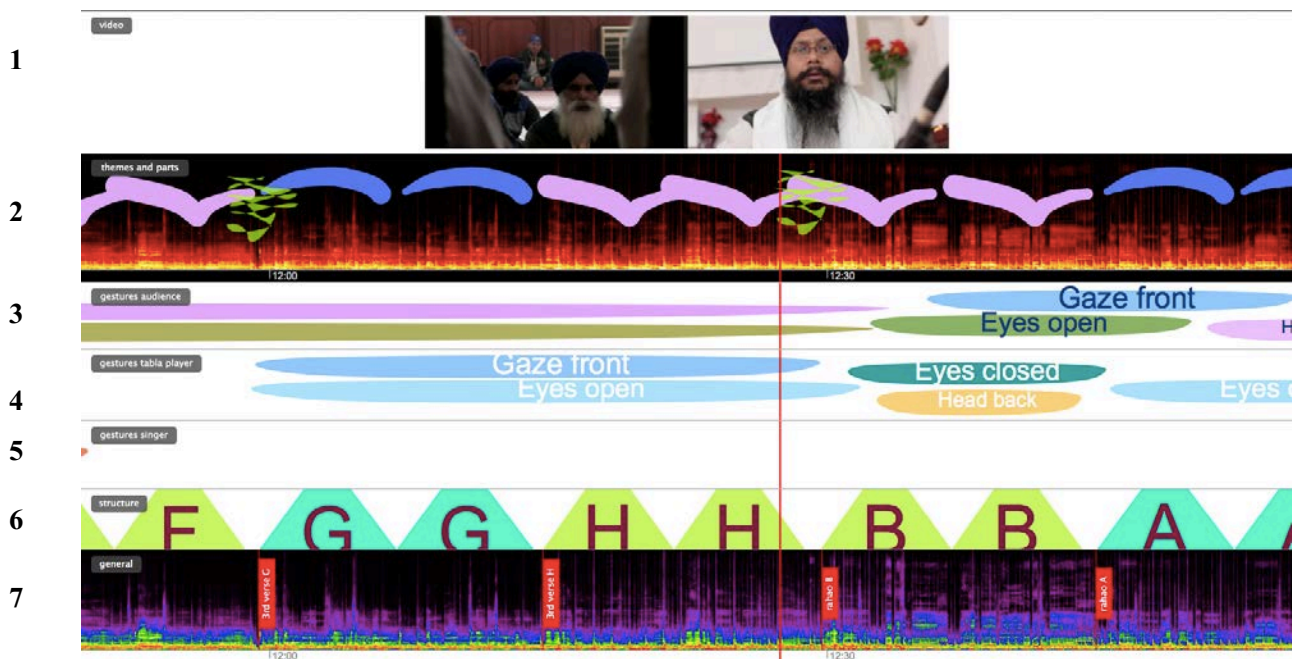 1
video
2
themes and parts
12:00
12:30
3
gestures audience
Gaze front
Eyes open
H
4
gestures tabla player
Gaze front
Eyes open
Eyes closed
Head back
Eyes
5
gestures singer
6
structure
F G G H H B B A
7
general
3rd verse G
3rd verse H
rahao B
rahao A
12:00
12:30